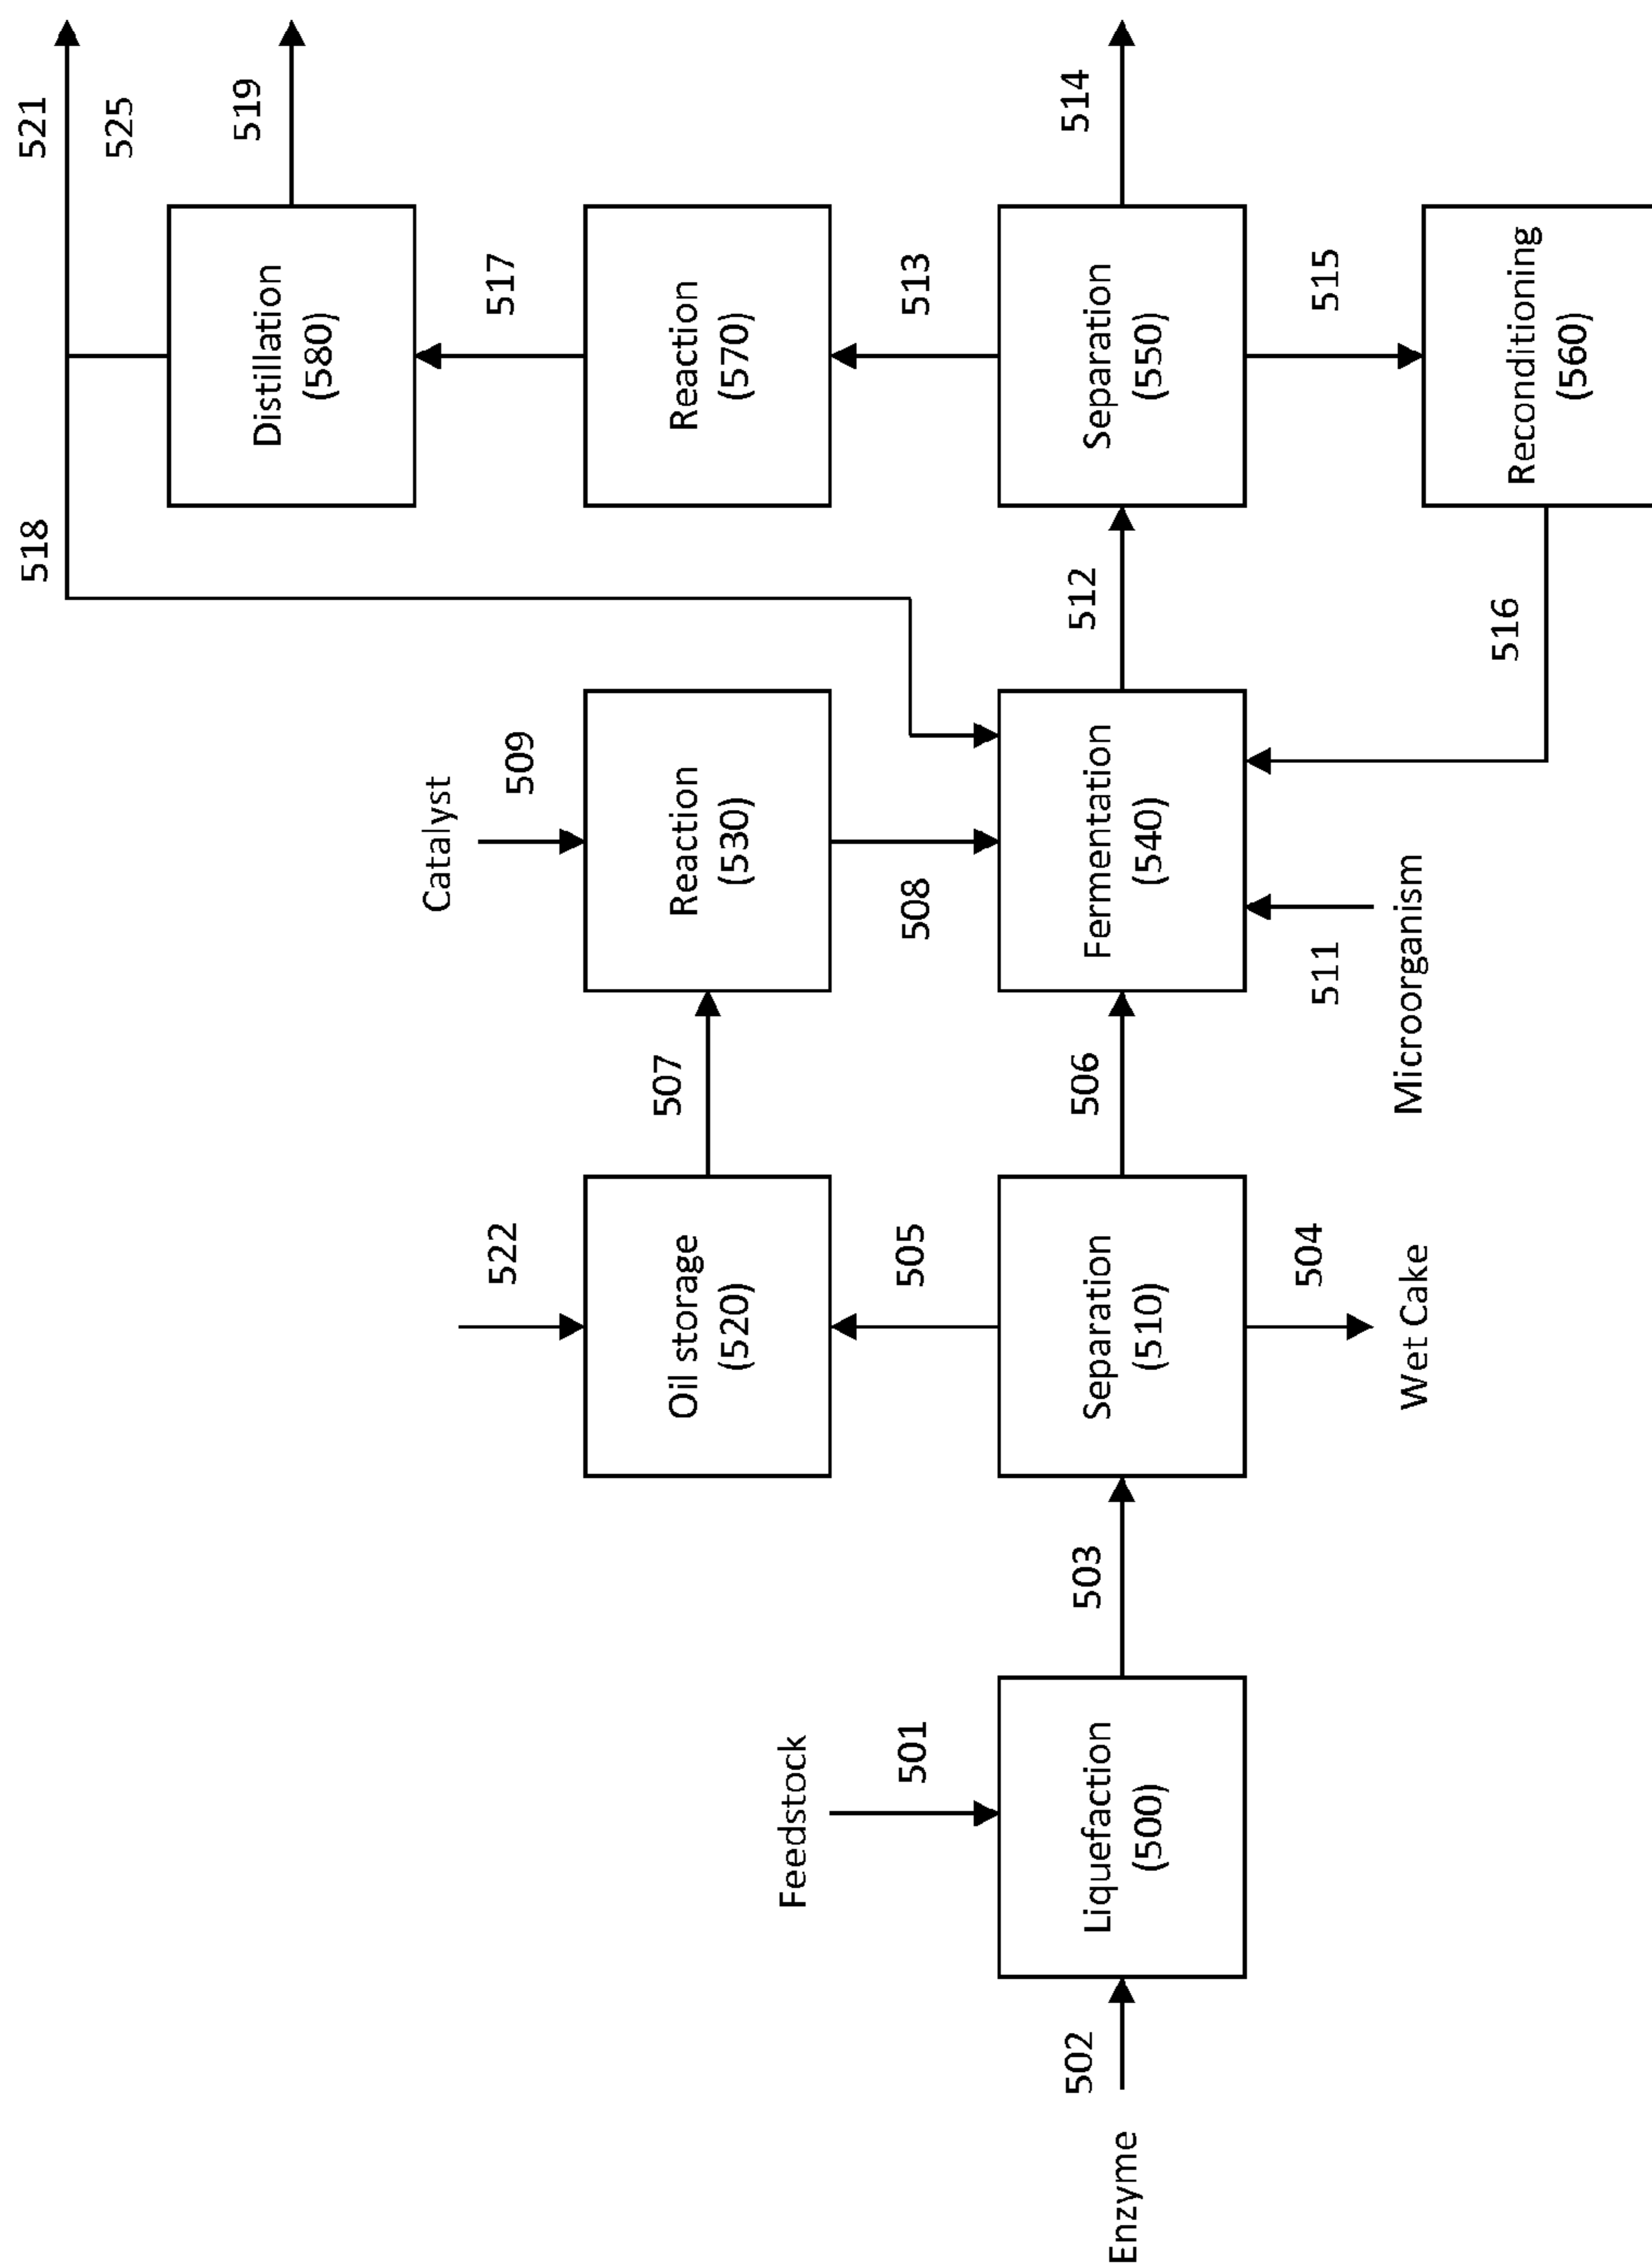 518
521
525
519
Distillation
(580)
Catalyst
522
509
517
Oil storage
(520)
507
Reaction
(530)
Reaction
(570)
Feedstock
501
505
508
513
Enzyme
502
Liquefaction
(500)
503
Separation
(510)
506
Fermentation
(540)
512
Separation
(550)
514
504
511
515
Wet Cake
Microorganism
516
Reconditioning
(560)